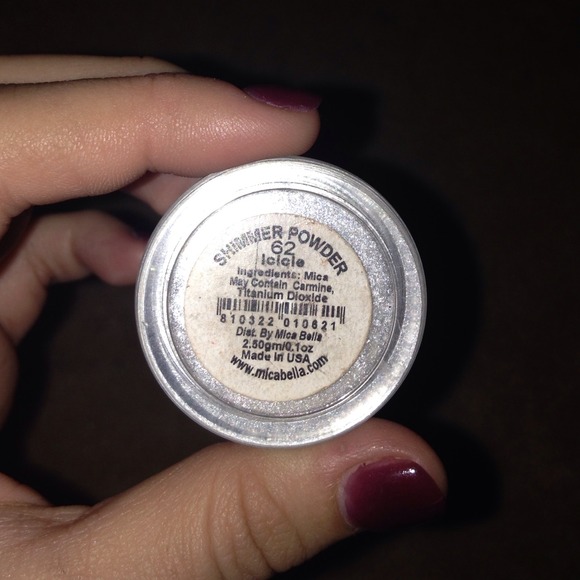 SHIMMER POWDER
62
Icicle
Ingredients: Mica
May Contain Carmine,
Titanium Dioxide
810322 010621
Dist. By Mica Bella
2.50gm/0.1oz
Made in USA
www.micabella.com